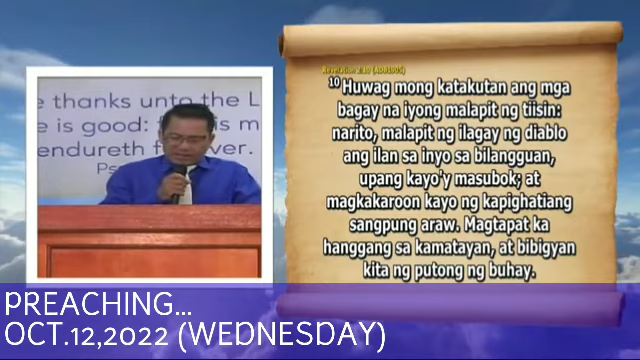 e thanks unto the L
e is good: s m
endureth f ver.
Ps
Revelation 2:10 (ADB1905)
10 Huwag mong katakutan ang mga
bagay na iyong malapit ng tiisin:
narito, malapit ng ilagay ng diablo
ang ilan sa inyo sa bilangguan,
upang kayo'y masubok; at
magkakaroon kayo ng kapighatiang
sangpung araw. Magtapat ka
hanggang sa kamatayan, at bibigyan
kita ng putong ng buhay.
PREACHING...
OCT.12,2022 (WEDNESDAY)